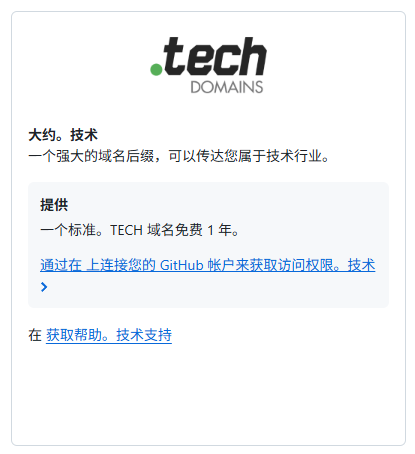 .tech
DOMAINS
大约。技术
一个强大的域名后缀，可以传达您属于技术行业。
提供
一个标准。TECH 域名免费 1 年。
通过在 上连接您的 GitHub 帐户来获取访问权限。技术
在 获取帮助。技术支持